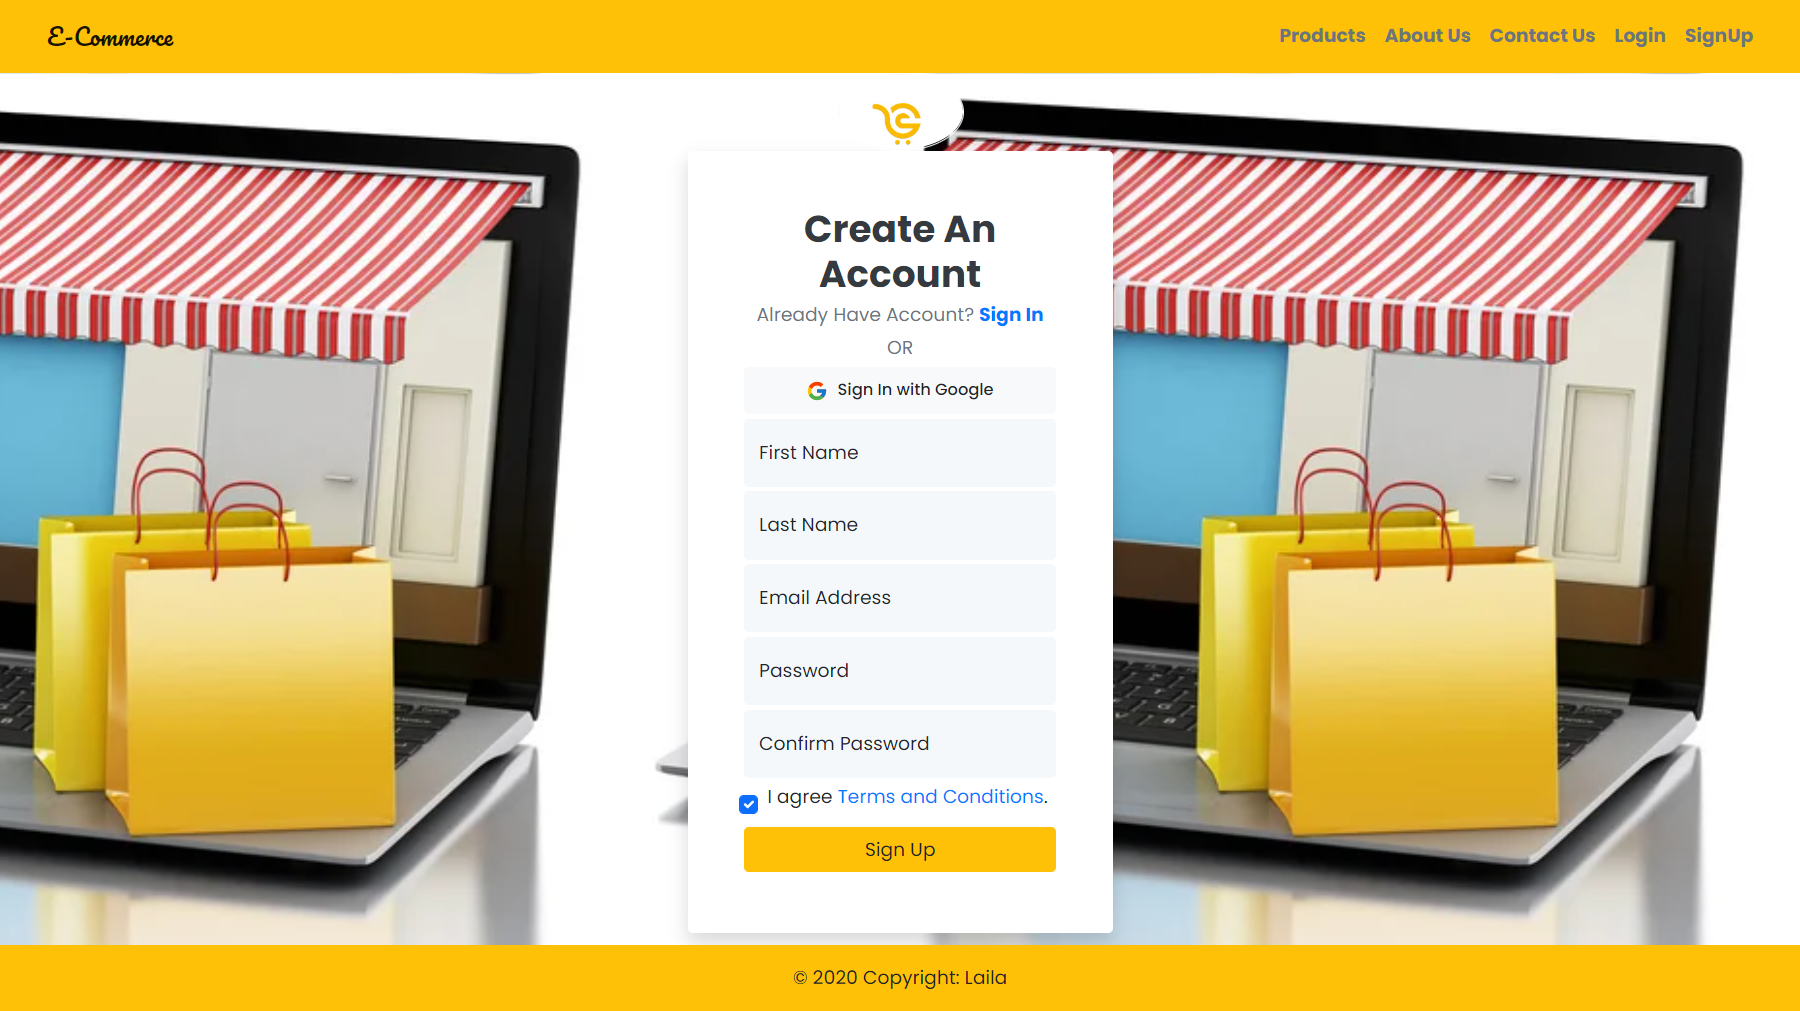 E-Commerce
Products About Us Contact Us Login SignUp
Create An
Account
Already Have Account? Sign In
OR
Sign In with Google
First Name
Last Name
Email Address
Password
Confirm Password
I agree Terms and Conditions.
Sign Up
© 2020 Copyright: Laila